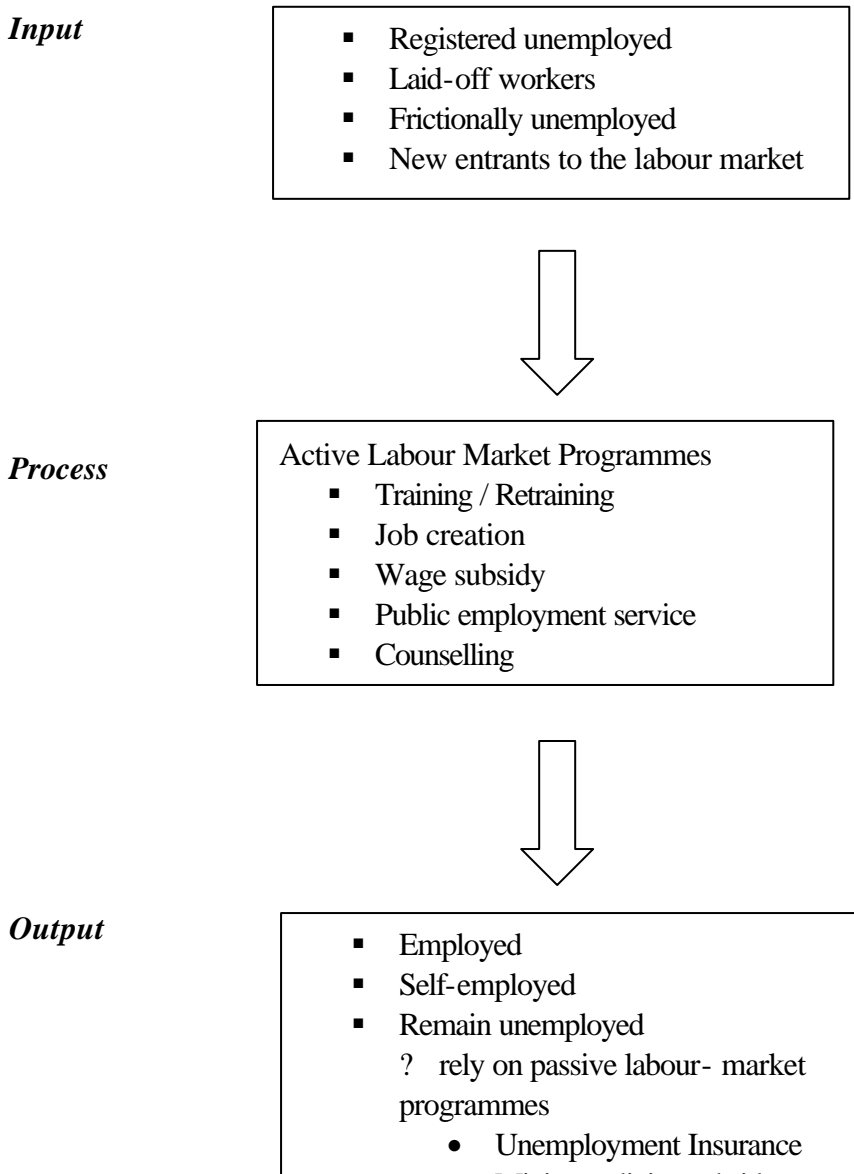 Input
▪ Registered unemployed
▪ Laid-off workers
▪ Frictionally unemployed
▪ New entrants to the labour market
Process
Active Labour Market Programmes
▪ Training / Retraining
▪ Job creation
▪ Wage subsidy
▪ Public employment service
▪ Counselling
Output
▪ Employed
▪ Self-employed
▪ Remain unemployed
? rely on passive labour- market
programmes
• Unemployment Insurance